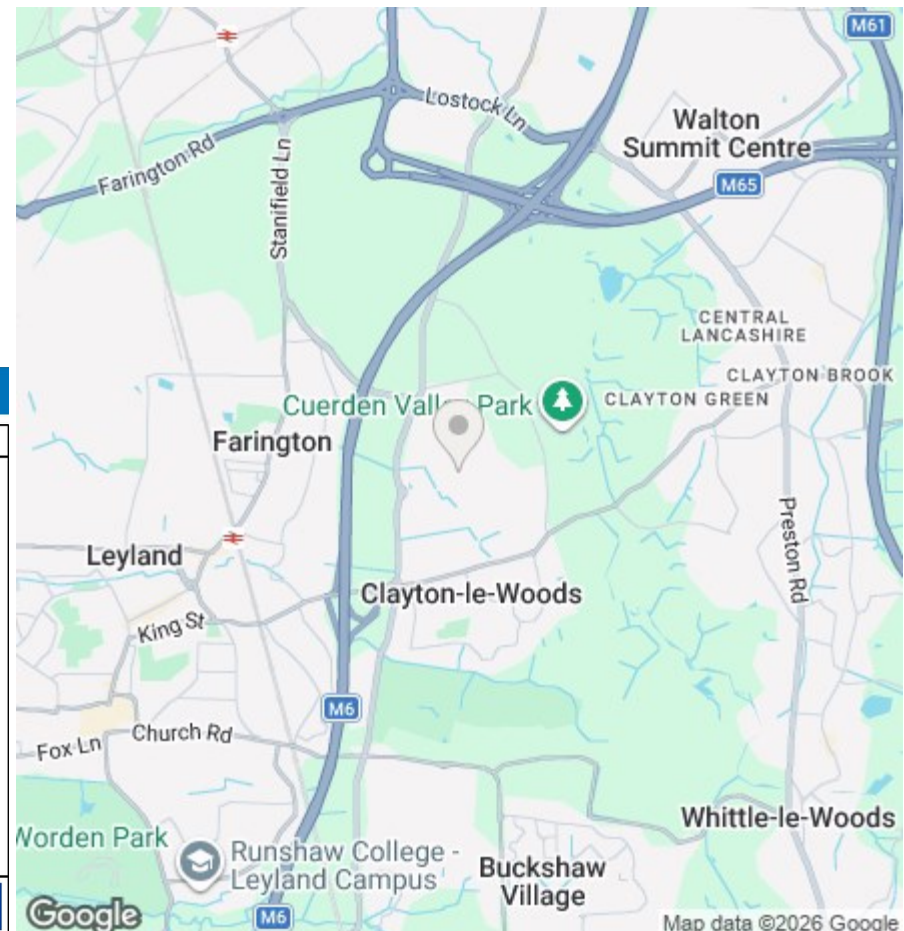 M61
Lostock Ln
Walton
Summit Centre
Farington Rd
M65
Stanifield Ln
CENTRAL
LANCASHIRE
CLAYTON BROOK
Cuerden Valley Park
CLAYTON GREEN
Farington
Preston Rd
Leyland
Clayton-le-Woods
King St
M6
Church Rd
Fox Ln
Whittle-le-Woods
Worden Park
Runshaw College -
Leyland Campus
Buckshaw
Village
Google
M6
Map data ©2026 Google